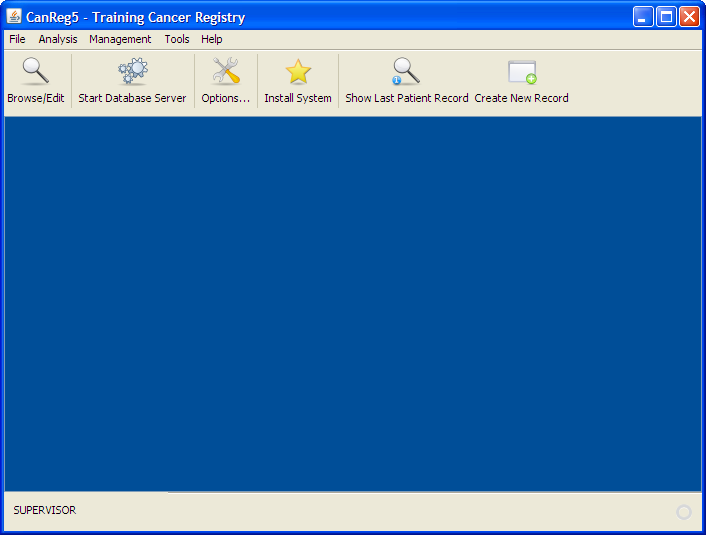 CanReg5 - Training Cancer Registry
File Analysis Management Tools Help
Browse/Edit Start Database Server Options... Install System Show Last Patient Record Create New Record
SUPERVISOR